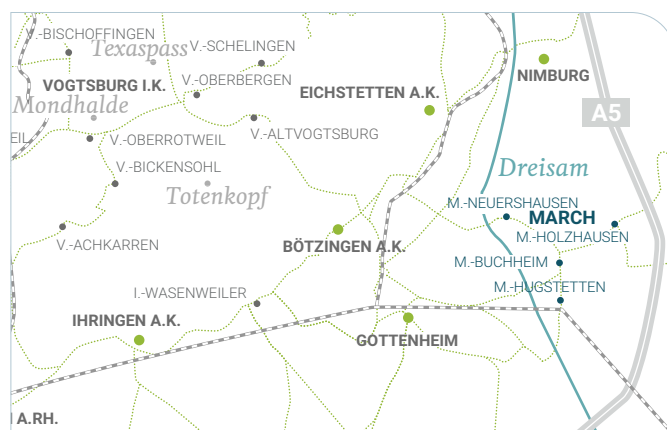 V.-BISCHOFFINGEN
Texaspass
V.-SCHELINGEN
VOGTSBURG I.K.
V.-OBERBERGEN
EICHSTETTEN A.K.
NIMBURG
Mondhalde
A5
EIL
V.-OBERROTWEIL
V.-ALTVOGTSBURG
V.-BICKENSOHL
Dreisam
Totenkopf
M.-NEUERSHAUSEN
MARCH
M.-HOLZHAUSEN
V.-ACHKARREN
BÖTZINGEN A.K.
M.-BUCHHEIM
M.-HUGSTETTEN
I.-WASENWEILER
IHRINGEN A.K.
GOTTENHEIM
A.RH.